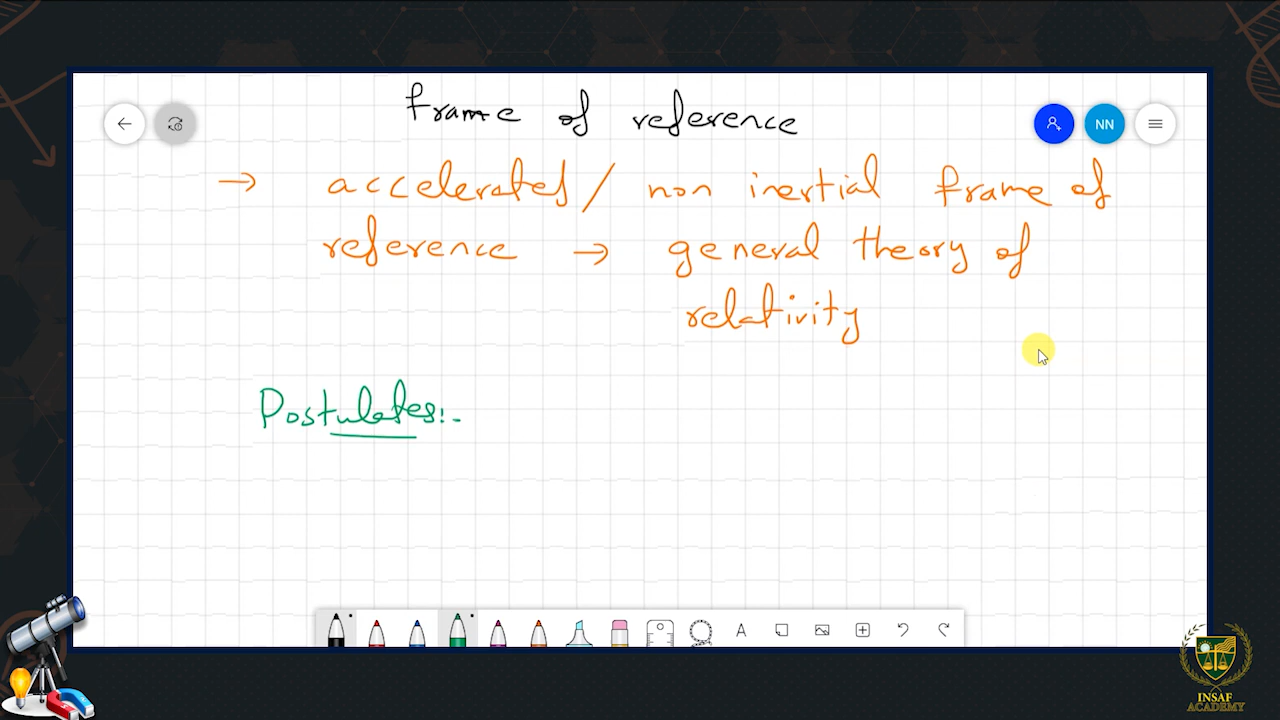 frame of reference
→ accelerated / non inertial frame of
reference → general theory of
relativity
Postulates:-
NN
A
INSAF
ACADEMY